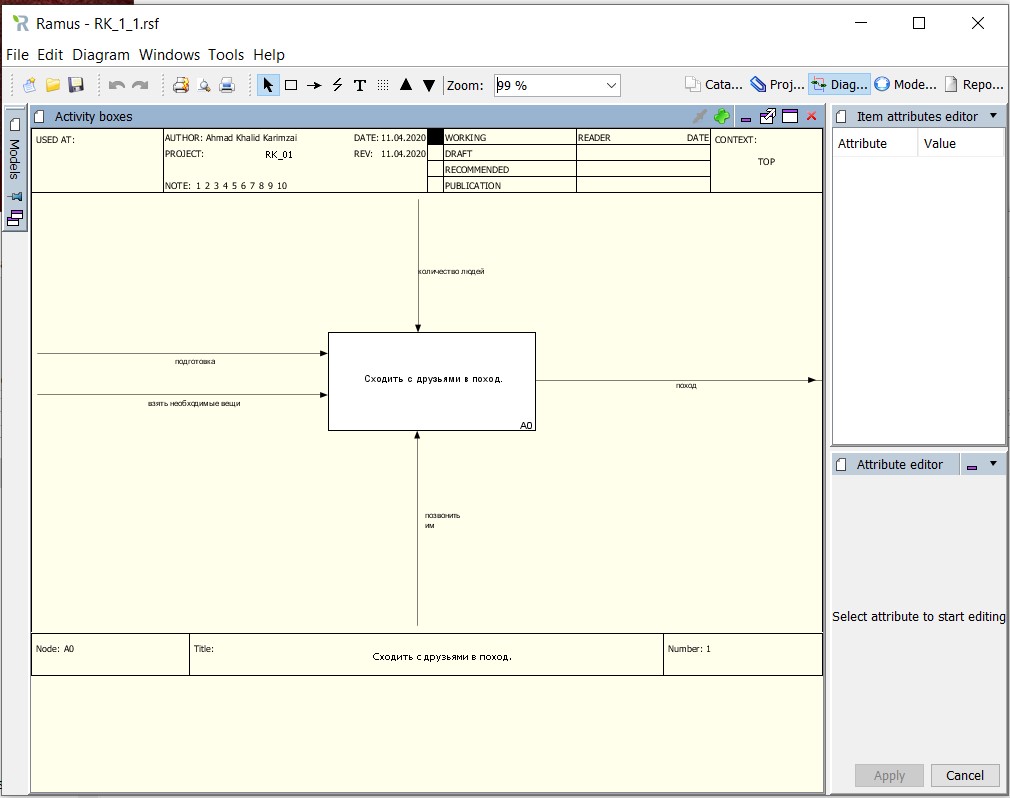 Ramus - RK_1_1.rsf
File Edit Diagram Windows Tools Help
Zoom: 99 % Cata... Proj... Diag... Mode... Repo...
Models
Activity boxes
USED AT:
AUTHOR: Ahmad Khalid Karimzai DATE: 11.04.2020
PROJECT: RK_01 REV: 11.04.2020
NOTE: 1 2 3 4 5 6 7 8 9 10
WORKING
DRAFT
RECOMMENDED
PUBLICATION
READER DATE
CONTEXT:
TOP
количество людей
подготовка
взять необходимые вещи
Сходить с друзьями в поход.
A0
поход
позвонить
им
Node: A0
Title: Сходить с друзьями в поход.
Number: 1
Item attributes editor
Attribute Value
Attribute editor
Select attribute to start editing
Apply Cancel